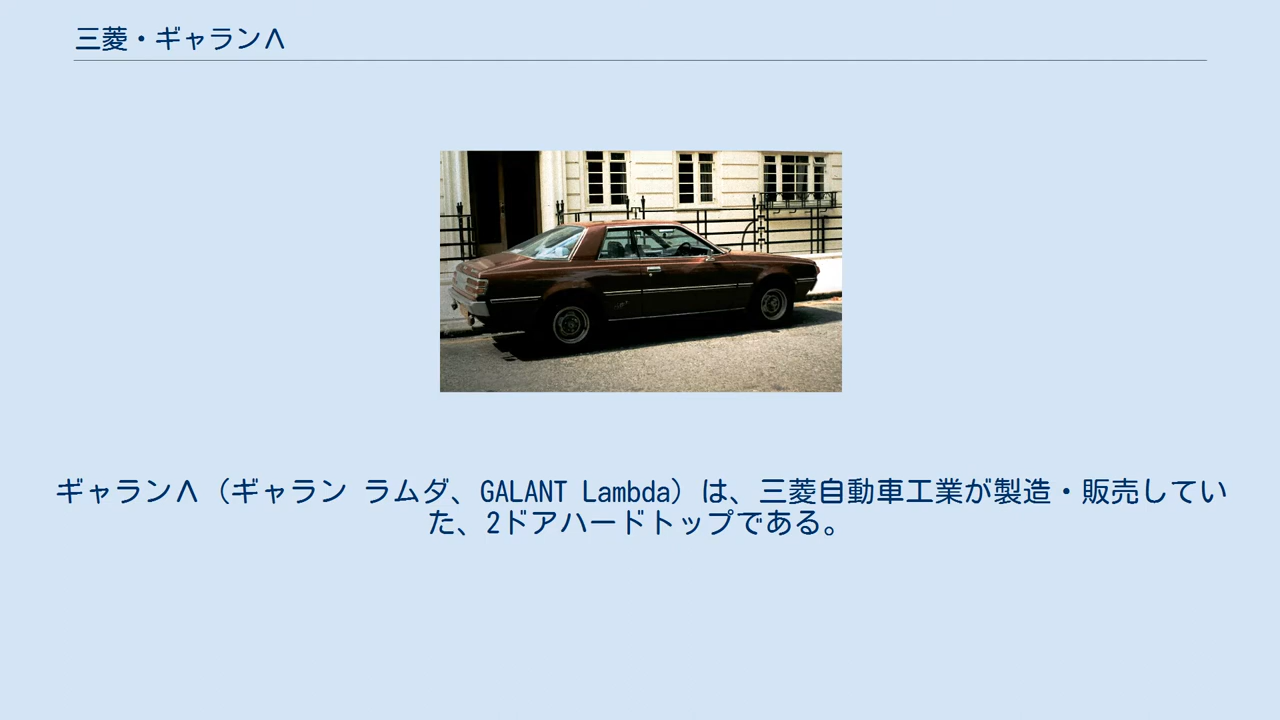 三菱・ギャランΛ
ギャランΛ（ギャラン ラムダ、GALANT Lambda）は、三菱自動車工業が製造・販売してい
た、2ドアハードトップである。